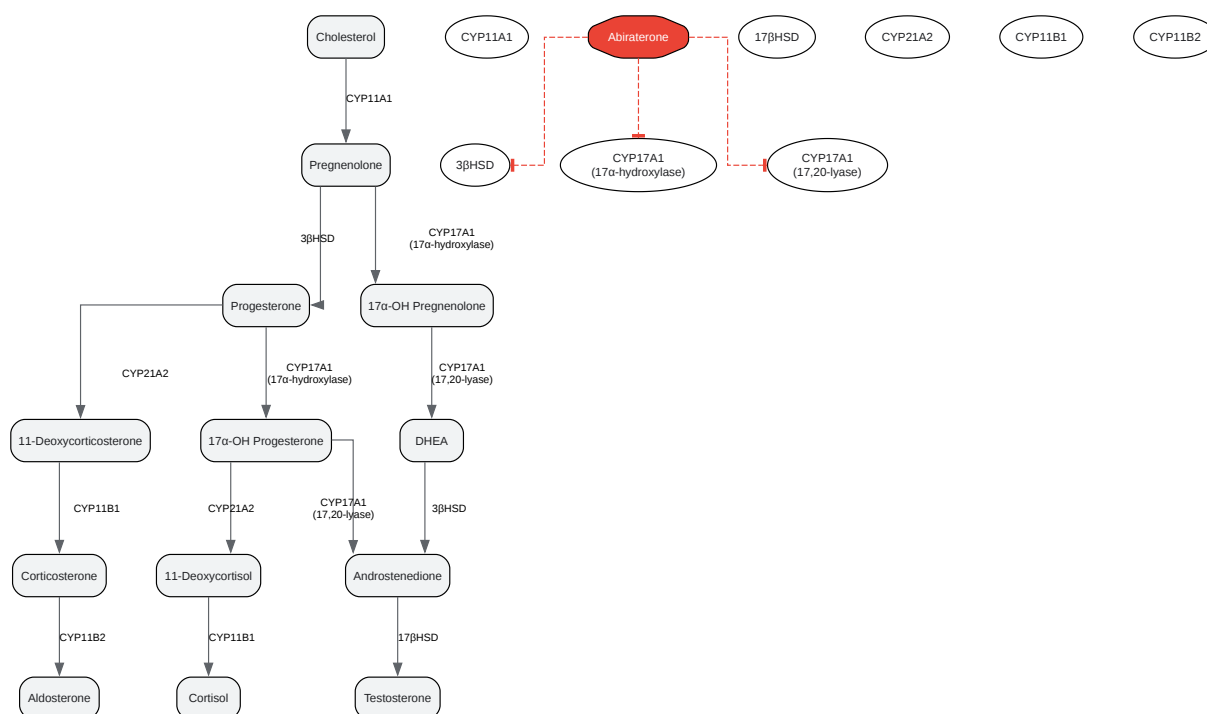 Cholesterol
CYP11A1
Abiraterone
17βHSD
CYP21A2
CYP11B1
CYP11B2
CYP11A1
Pregnenolone
3βHSD
CYP17A1
(17α-hydroxylase)
CYP17A1
(17,20-lyase)
3βHSD
CYP17A1
(17α-hydroxylase)
Progesterone
17α-OH Pregnenolone
CYP21A2
CYP17A1
(17α-hydroxylase)
CYP17A1
(17,20-lyase)
11-Deoxycorticosterone
17α-OH Progesterone
DHEA
CYP11B1
CYP21A2
CYP17A1
(17,20-lyase)
3βHSD
Corticosterone
11-Deoxycortisol
Androstenedione
CYP11B2
CYP11B1
17βHSD
Aldosterone
Cortisol
Testosterone